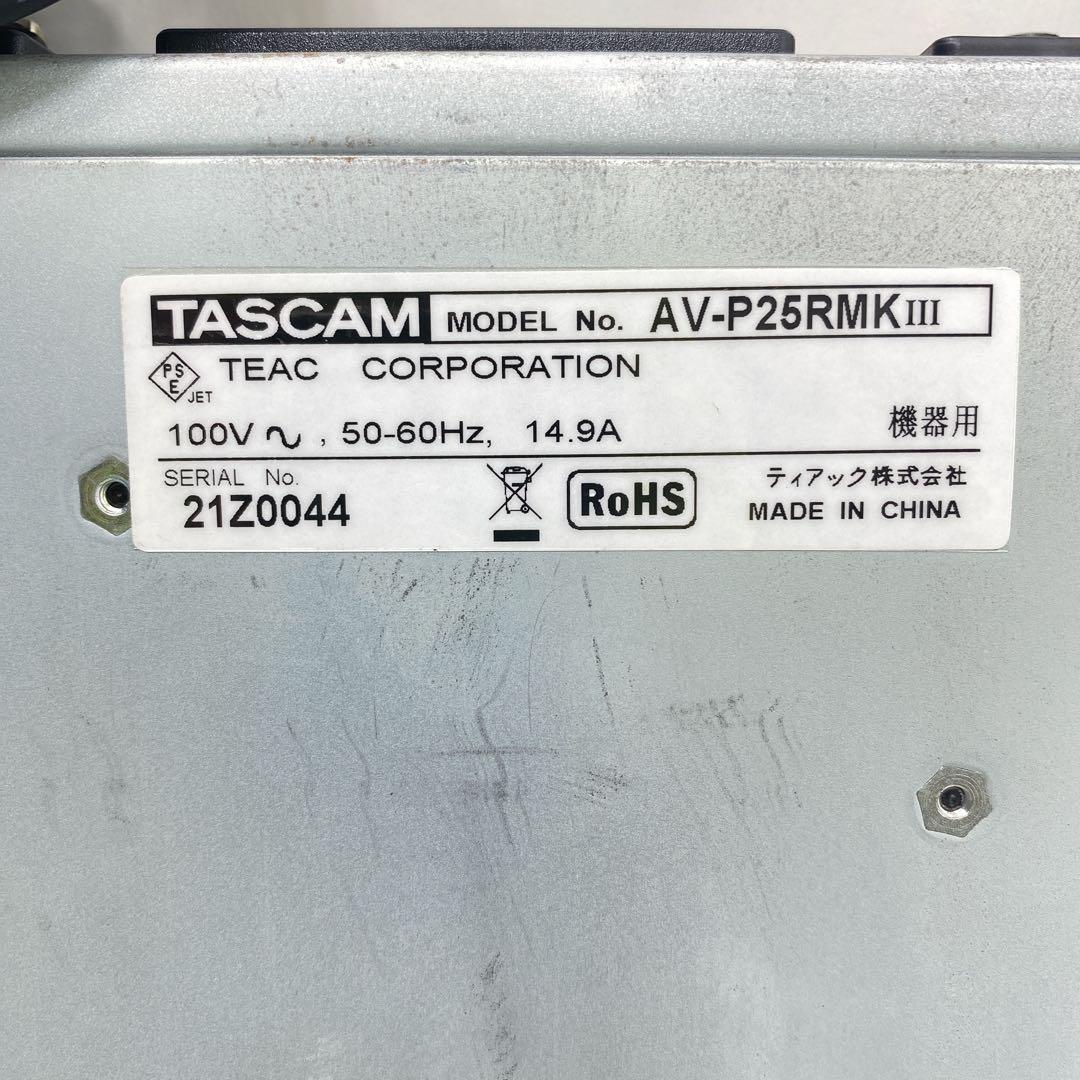 TASCAM MODEL No. AV-P25RMKIII
PS
E
JET
TEAC CORPORATION
100V～, 50-60Hz, 14.9A 機器用
SERIAL No.
21Z0044
RoHS
ティアック株式会社
MADE IN CHINA